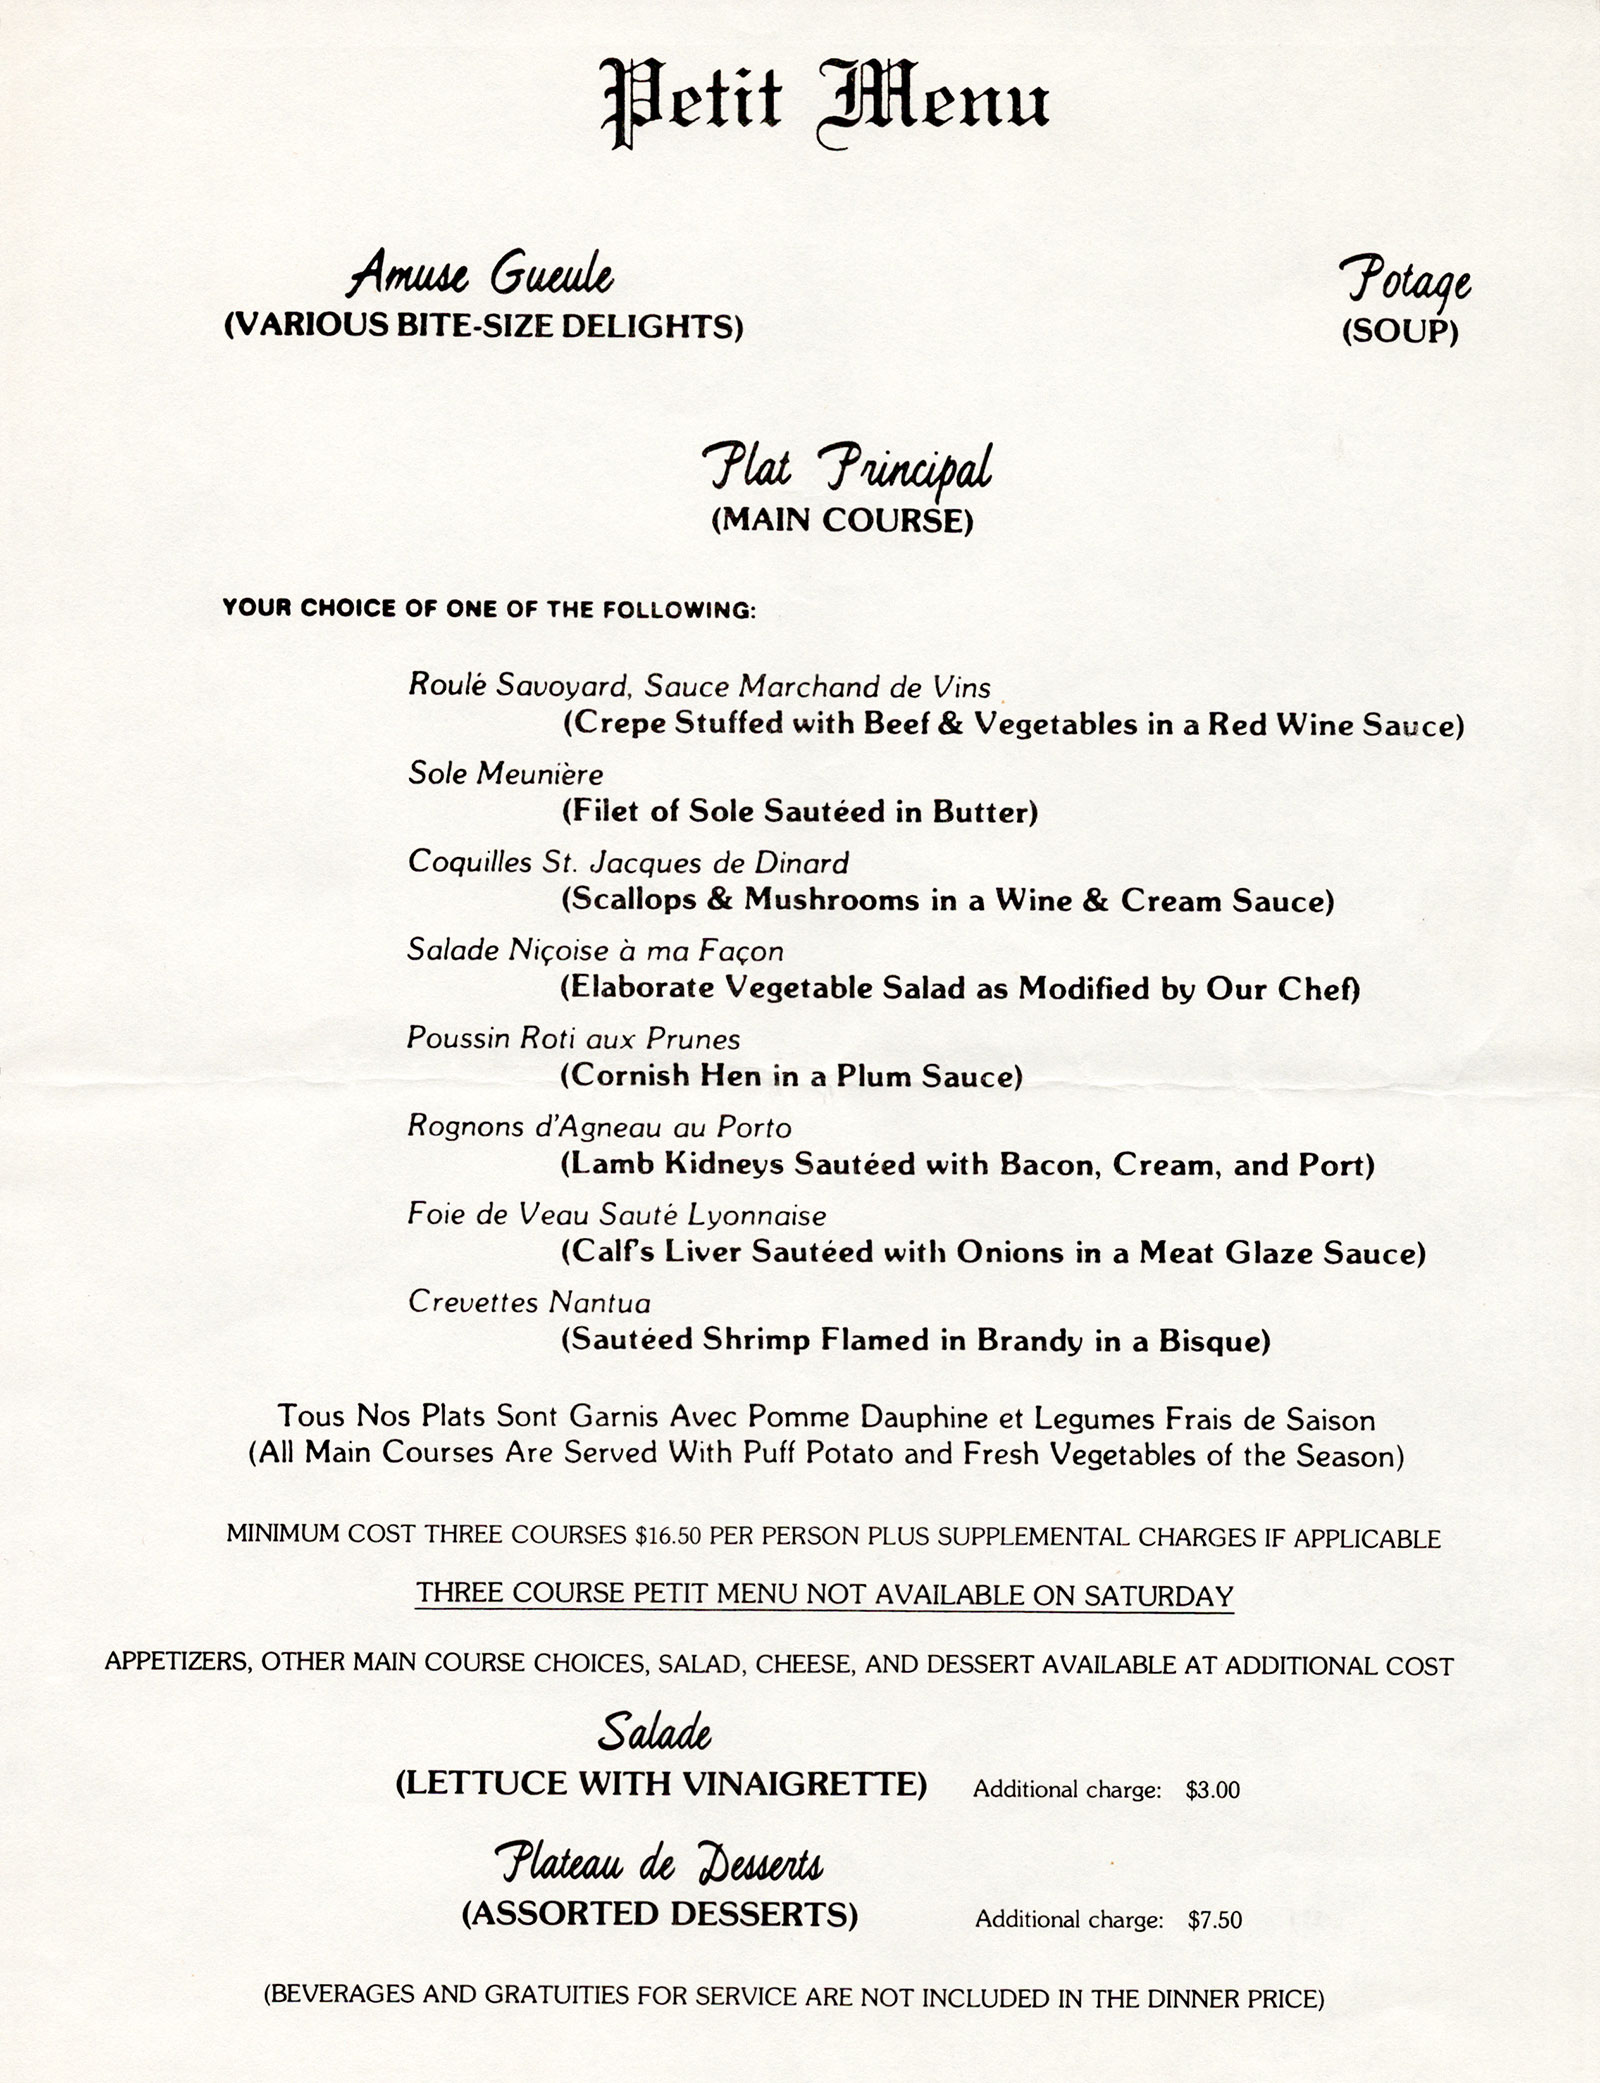 Petit Menu
Amuse Gueule
(VARIOUS BITE-SIZE DELIGHTS)
Potage
(SOUP)
Plat Principal
(MAIN COURSE)
YOUR CHOICE OF ONE OF THE FOLLOWING:
Roulé Savoyard, Sauce Marchand de Vins
(Crepe Stuffed with Beef & Vegetables in a Red Wine Sauce)
Sole Meunière
(Filet of Sole Sautéed in Butter)
Coquilles St. Jacques de Dinard
(Scallops & Mushrooms in a Wine & Cream Sauce)
Salade Niçoise à ma Façon
(Elaborate Vegetable Salad as Modified by Our Chef)
Poussin Roti aux Prunes
(Cornish Hen in a Plum Sauce)
Rognons d'Agneau au Porto
(Lamb Kidneys Sautéed with Bacon, Cream, and Port)
Foie de Veau Sauté Lyonnaise
(Calf's Liver Sautéed with Onions in a Meat Glaze Sauce)
Crevettes Nantua
(Sautéed Shrimp Flamed in Brandy in a Bisque)
Tous Nos Plats Sont Garnis Avec Pomme Dauphine et Legumes Frais de Saison
(All Main Courses Are Served With Puff Potato and Fresh Vegetables of the Season)
MINIMUM COST THREE COURSES $16.50 PER PERSON PLUS SUPPLEMENTAL CHARGES IF APPLICABLE
THREE COURSE PETIT MENU NOT AVAILABLE ON SATURDAY
APPETIZERS, OTHER MAIN COURSE CHOICES, SALAD, CHEESE, AND DESSERT AVAILABLE AT ADDITIONAL COST
Salade
(LETTUCE WITH VINAIGRETTE) Additional charge: $3.00
Plateau de Desserts
(ASSORTED DESSERTS) Additional charge: $7.50
(BEVERAGES AND GRATUITIES FOR SERVICE ARE NOT INCLUDED IN THE DINNER PRICE)